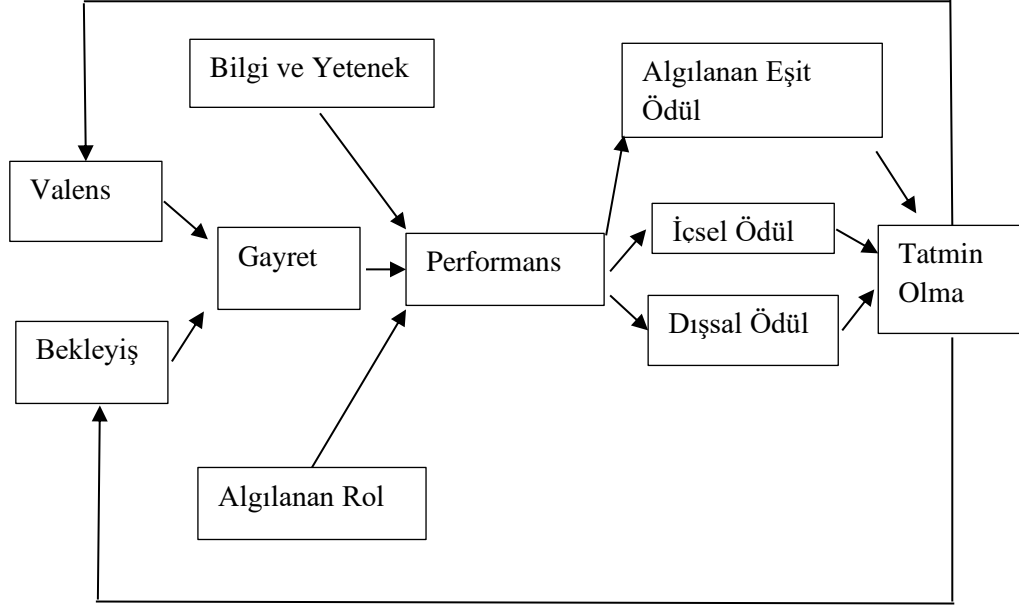 Bilgi ve Yetenek
Algılanan Eşit
Ödül
Valens
Gayret
Performans
İçsel Ödül
Tatmin
Olma
Bekleyiş
Dışsal Ödül
Algılanan Rol